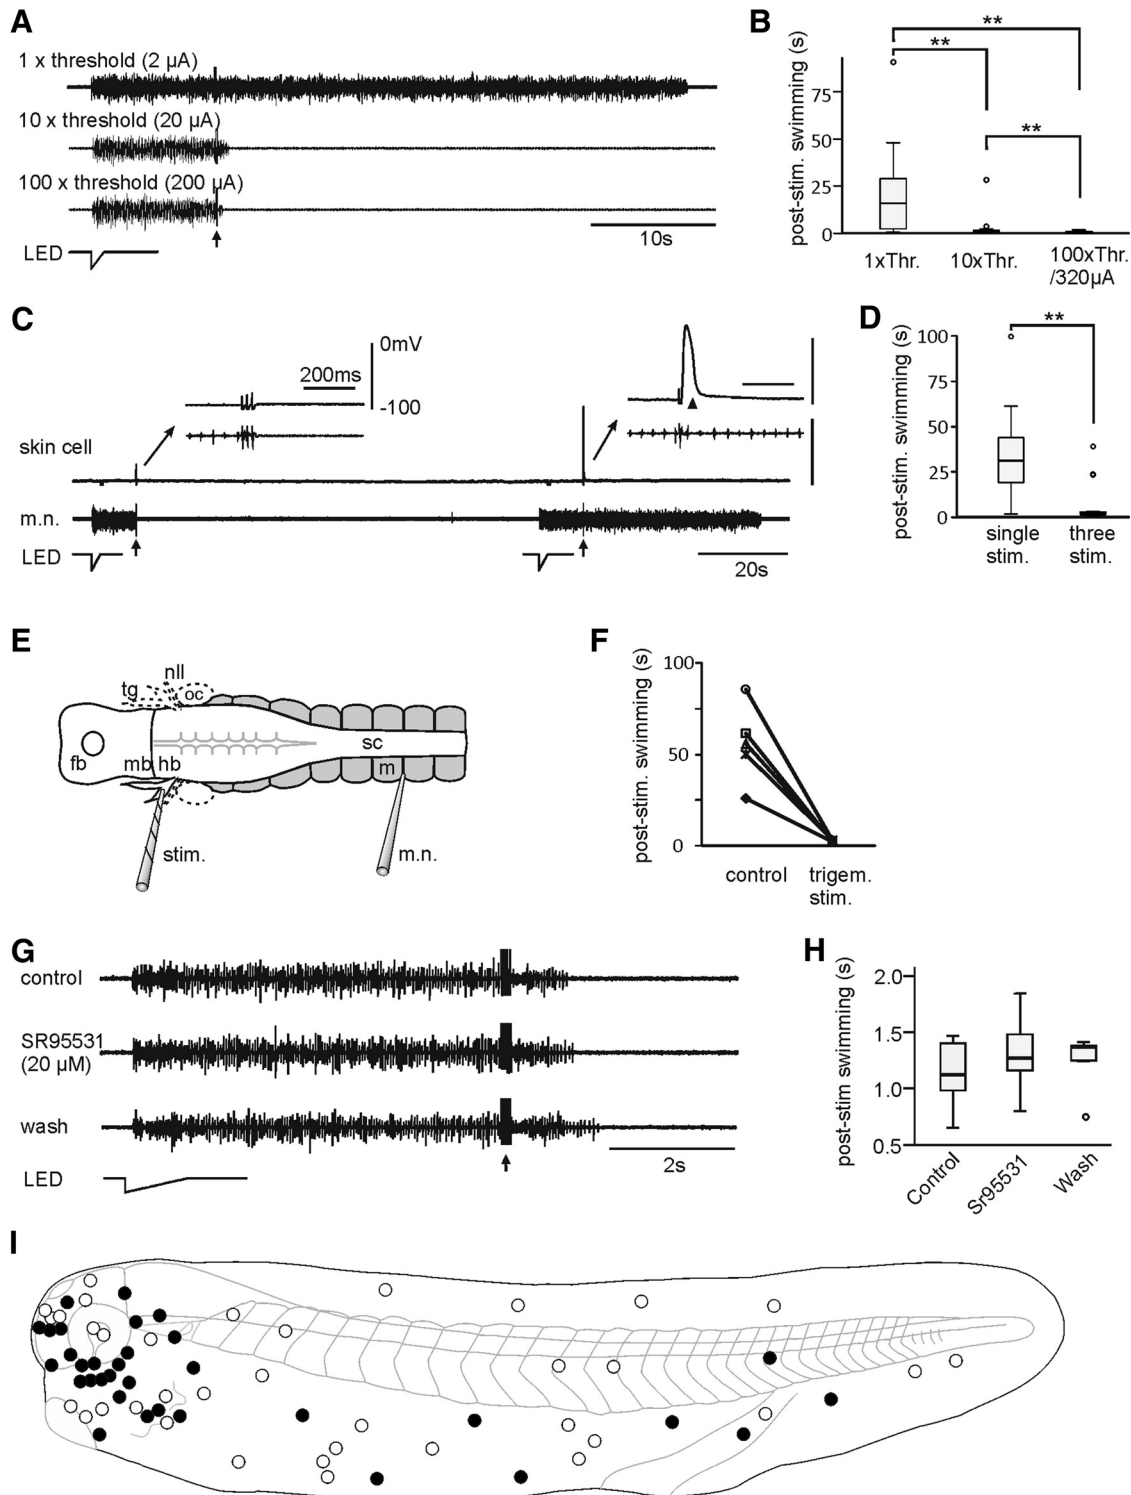 A
1 x threshold (2 µA)
10 x threshold (20 µA)
100 x threshold (200 µA)
LED
10s
B
post-stim. swimming (s)
75
50
25
0
**
**
**
1xThr.
10xThr.
100xThr.
/320µA
C
0mV
-100
200ms
skin cell
m.n.
LED
20s
D
post-stim. swimming (s)
100
75
50
25
0
**
single
stim.
three
stim.
E
nll
tg
oc
fb
mb
hb
sc
m
stim.
m.n.
F
post-stim. swimming (s)
100
50
0
control
trigem.
stim.
G
control
SR95531
(20 µM)
wash
LED
2s
H
post-stim swimming (s)
2.0
1.5
1.0
0.5
Control
Sr95531
Wash
I